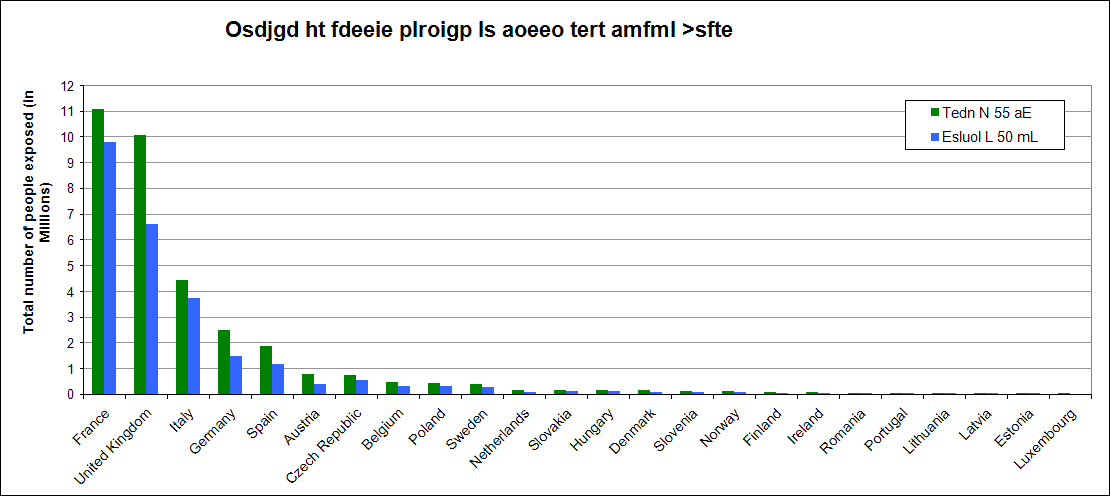 Osdjgd ht fdeeie plroigp ls aoeeo tert amfml >sfte
Total number of people exposed (in
Millions)
12
11
10
9
8
7
6
5
4
3
2
1
0
Tedn N 55 aE
Esluol L 50 mL
France
United Kingdom
Italy
Germany
Spain
Austria
Czech Republic
Belgium
Poland
Sweden
Netherlands
Slovakia
Hungary
Denmark
Slovenia
Norway
Finland
Ireland
Romania
Portugal
Lithuania
Latvia
Estonia
Luxembourg